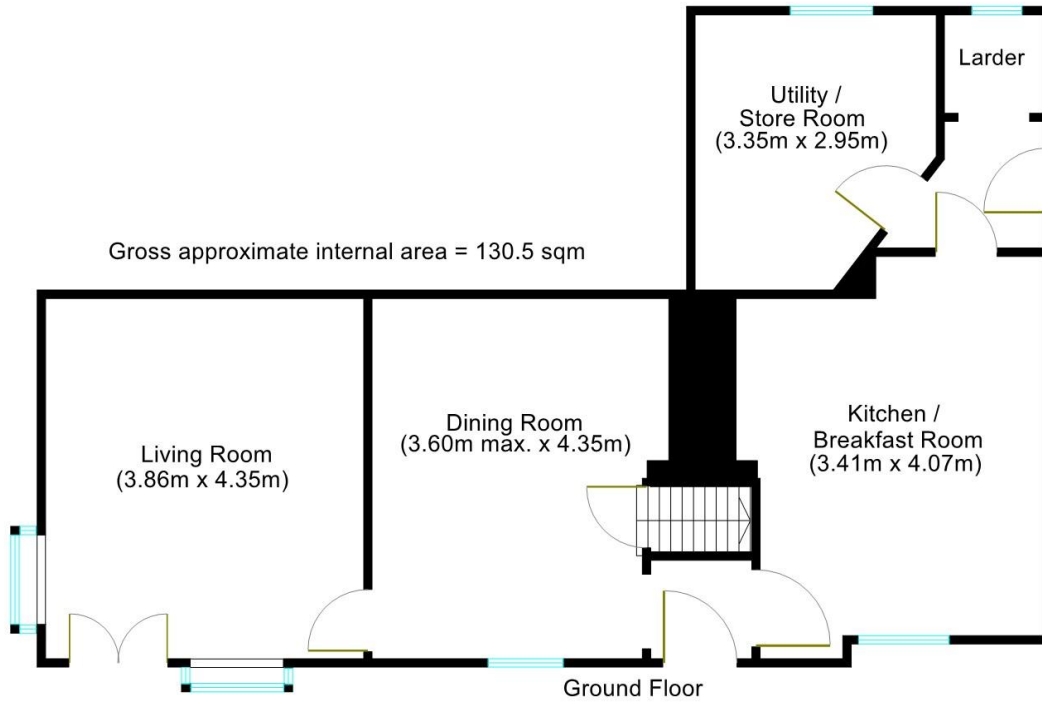 Larder
Utility /
Store Room
(3.35m x 2.95m)
Gross approximate internal area = 130.5 sqm
Living Room
(3.86m x 4.35m)
Dining Room
(3.60m max. x 4.35m)
Kitchen /
Breakfast Room
(3.41m x 4.07m)
Ground Floor